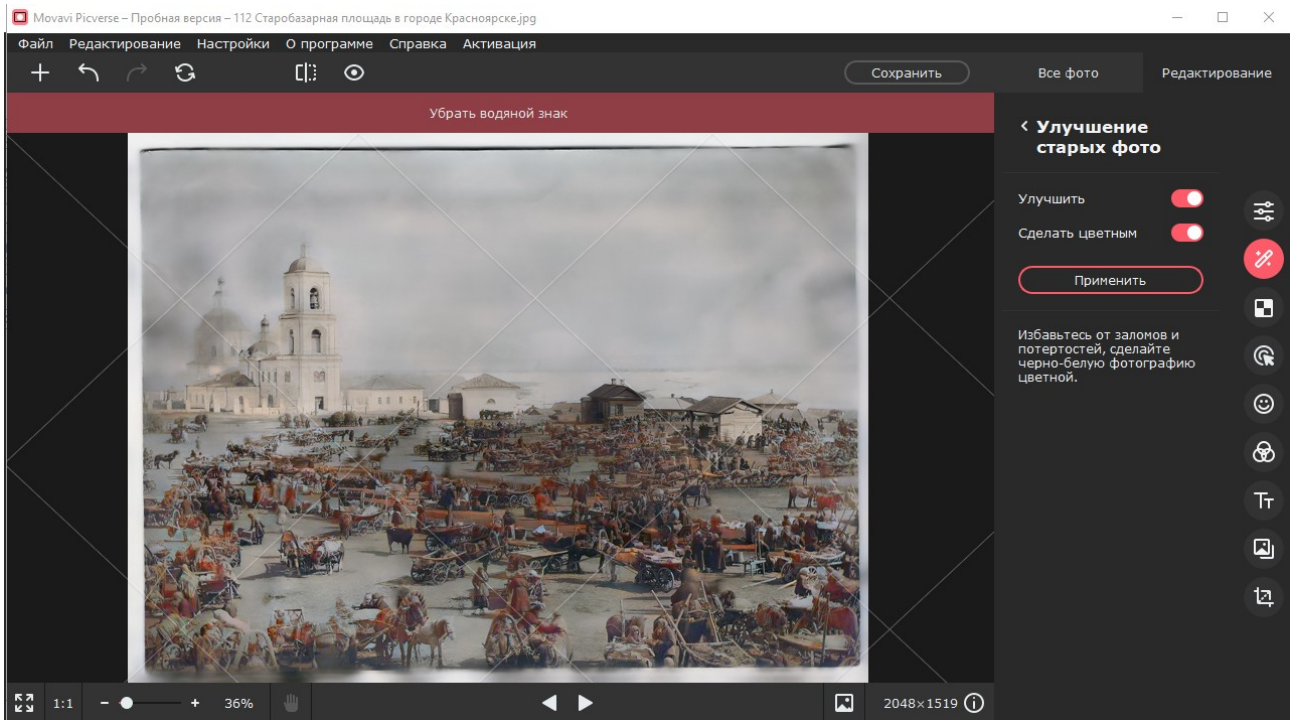 Movavi Picverse – Пробная версия – 112 Старобазарная площадь в городе Красноярске.jpg
Файл Редактирование Настройки О программе Справка Активация
Сохранить
Все фото Редактирование
Убрать водяной знак
Улучшение
старых фото
Улучшить
Сделать цветным
Применить
Избавьтесь от заломов и
потертостей, сделайте
черно-белую фотографию
цветной.
1:1 36% 2048×1519